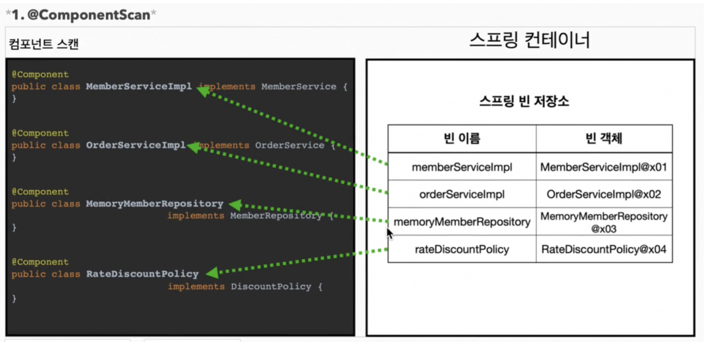 *1. @ComponentScan*
컴포넌트 스캔
스프링 컨테이너
@Component
public class MemberServiceImpl implements MemberService {
}
@Component
public class OrderServiceImpl implements OrderService {
}
@Component
public class MemoryMemberRepository
implements MemberRepository {
}
@Component
public class RateDiscountPolicy
implements DiscountPolicy {
}
스프링 빈 저장소
빈 이름 빈 객체
memberServiceImpl MemberServiceImpl@x01
orderServiceImpl OrderServiceImpl@x02
memoryMemberRepository MemoryMemberRepository
@x03
rateDiscountPolicy RateDiscountPolicy@x04